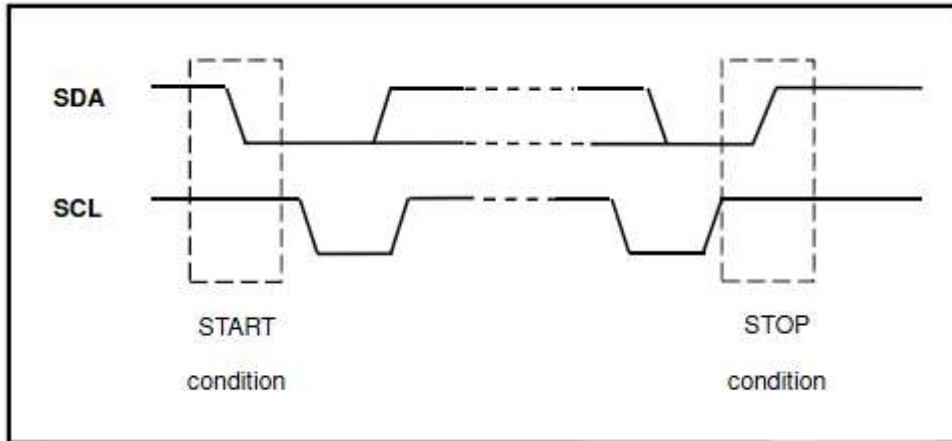 SDA
SCL
START
condition
STOP
condition